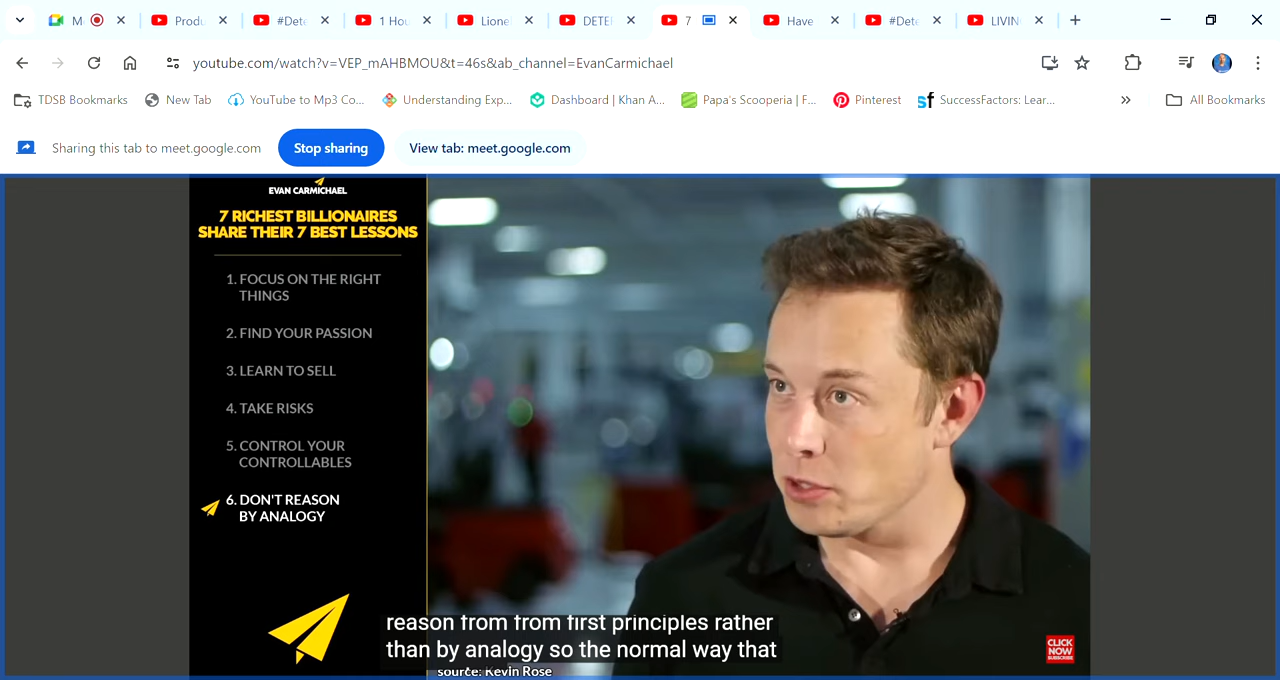 M
Produ
#Dete
1 Hou
Lionel
DETER
7
Have
#Dete
LIVIN
youtube.com/watch?v=VEP_mAHBMOU&t=46s&ab_channel=EvanCarmichael
TDSB Bookmarks
New Tab
YouTube to Mp3 Co...
Understanding Exp...
Dashboard | Khan A...
Papa's Scooperia | F...
Pinterest
SuccessFactors: Lear...
All Bookmarks
Sharing this tab to meet.google.com
Stop sharing
View tab: meet.google.com
EVAN CARMICHAEL
7 RICHEST BILLIONAIRES
SHARE THEIR 7 BEST LESSONS
1. FOCUS ON THE RIGHT
THINGS
2. FIND YOUR PASSION
3. LEARN TO SELL
4. TAKE RISKS
5. CONTROL YOUR
CONTROLLABLES
6. DON'T REASON
BY ANALOGY
reason from from first principles rather
than by analogy so the normal way that
source: Kevin Rose
CLICK
NOW
SUBSCRIBE